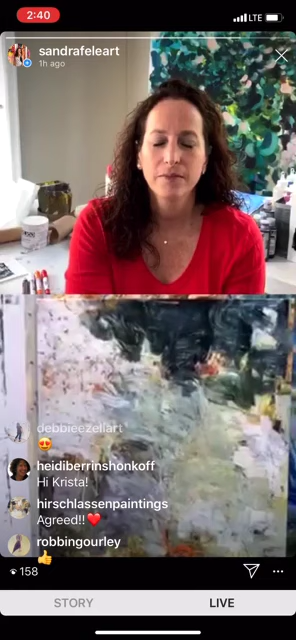 2:40
LTE
sandrafeleart
1h ago
debbieezellart
😍
heidiberrinshonkoff
Hi Krista!
hirschlassenpaintings
Agreed!!❤️
robbingourley
👍
158
STORY
LIVE